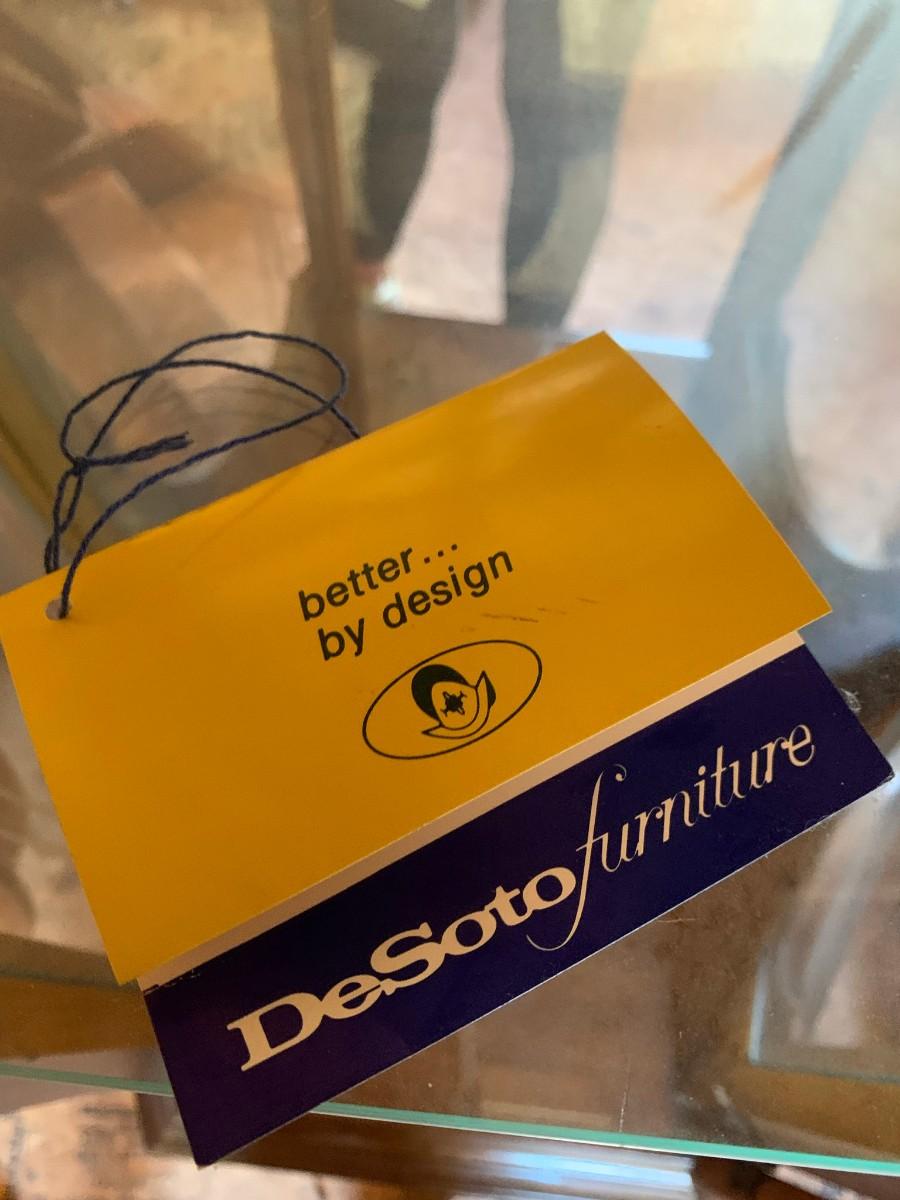 better...
by design
DeSoto furniture